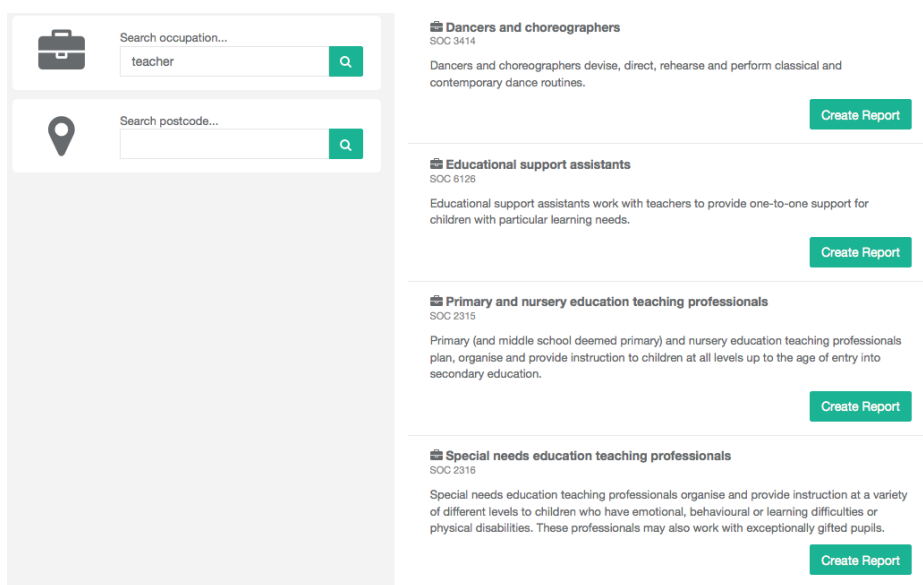 Search occupation...
teacher
Search postcode...
Dancers and choreographers
SOC 3414
Dancers and choreographers devise, direct, rehearse and perform classical and
contemporary dance routines.
Create Report
Educational support assistants
SOC 6126
Educational support assistants work with teachers to provide one-to-one support for
children with particular learning needs.
Create Report
Primary and nursery education teaching professionals
SOC 2315
Primary (and middle school deemed primary) and nursery education teaching professionals
plan, organise and provide instruction to children at all levels up to the age of entry into
secondary education.
Create Report
Special needs education teaching professionals
SOC 2316
Special needs education teaching professionals organise and provide instruction at a variety
of different levels to children who have emotional, behavioural or learning difficulties or
physical disabilities. These professionals may also work with exceptionally gifted pupils.
Create Report